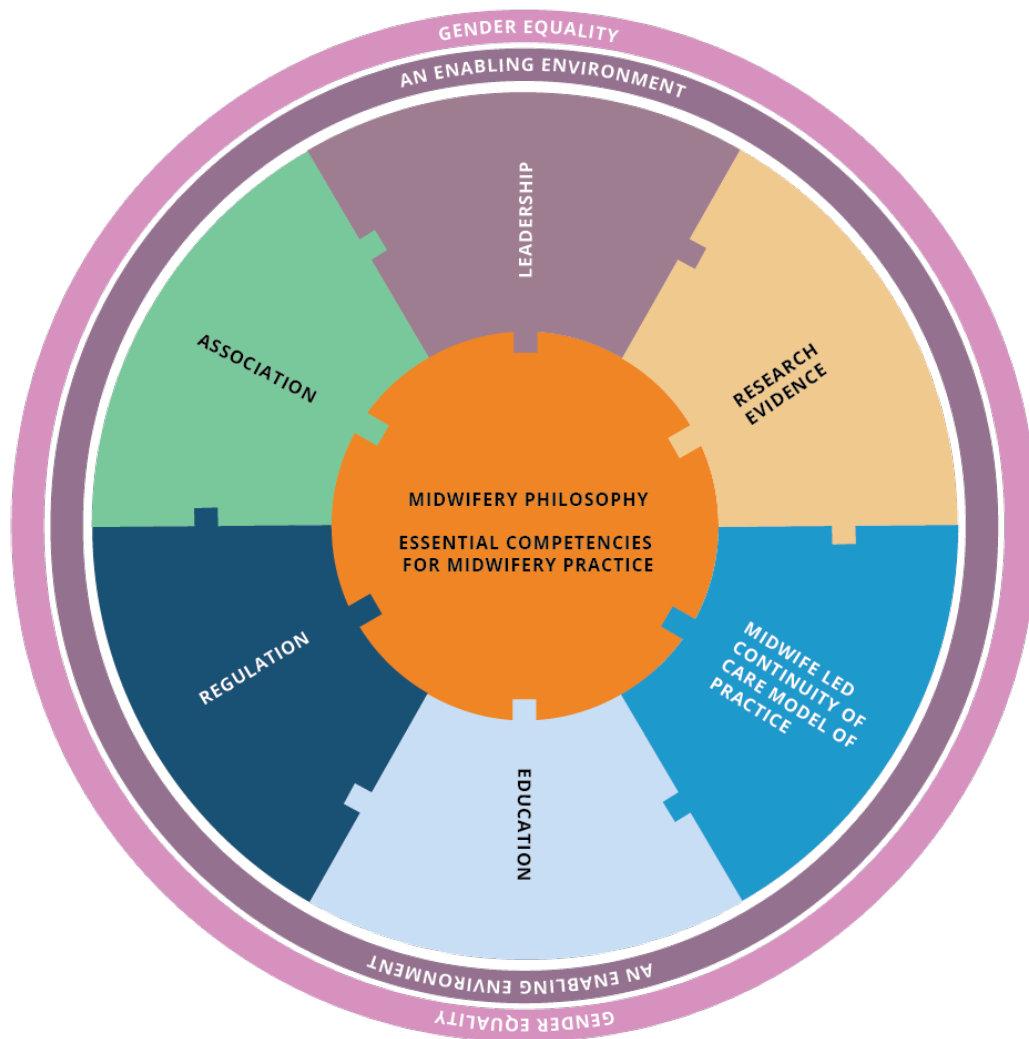 GENDER EQUALITY
AN ENABLING ENVIRONMENT
LEADERSHIP
ASSOCIATION
RESEARCH
EVIDENCE
MIDWIFERY PHILOSOPHY
ESSENTIAL COMPETENCIES
FOR MIDWIFERY PRACTICE
REGULATION
MIDWIFE LED
CONTINUITY OF
CARE MODEL OF
PRACTICE
EDUCATION
AN ENABLING ENVIRONMENT
GENDER EQUALITY